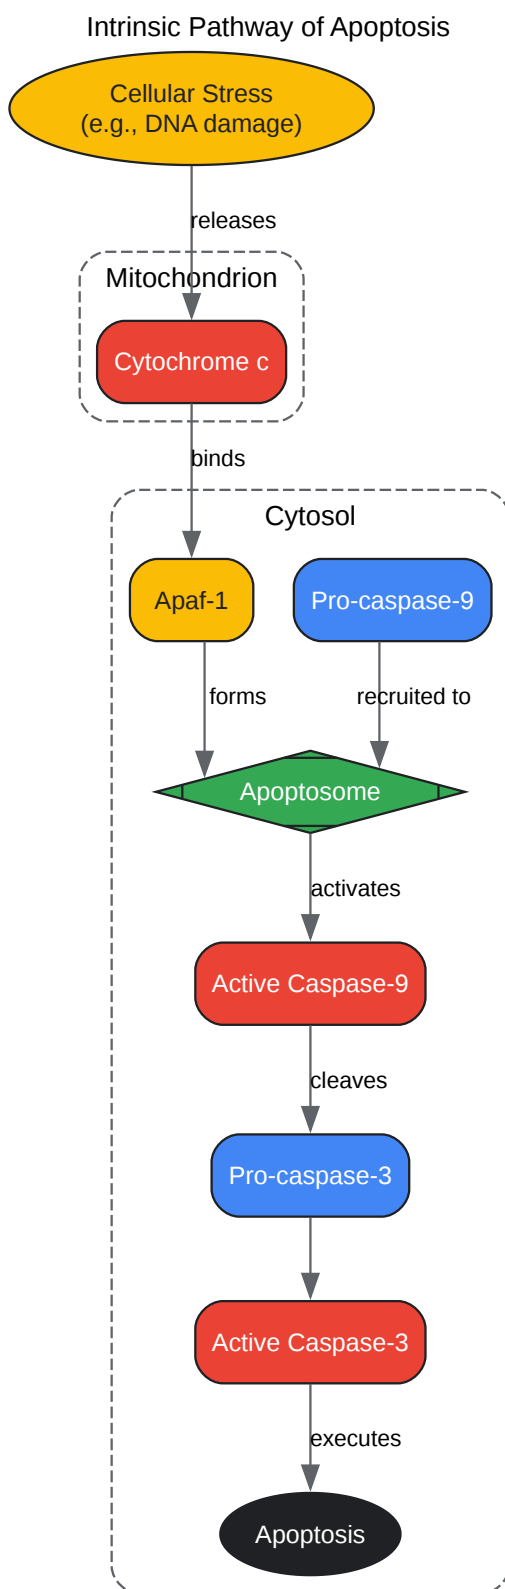 Intrinsic Pathway of Apoptosis
Cellular Stress
(e.g., DNA damage)
releases
Mitochondrion
Cytochrome c
binds
Cytosol
Apaf-1
Pro-caspase-9
forms
recruited to
Apoptosome
activates
Active Caspase-9
cleaves
Pro-caspase-3
Active Caspase-3
executes
Apoptosis